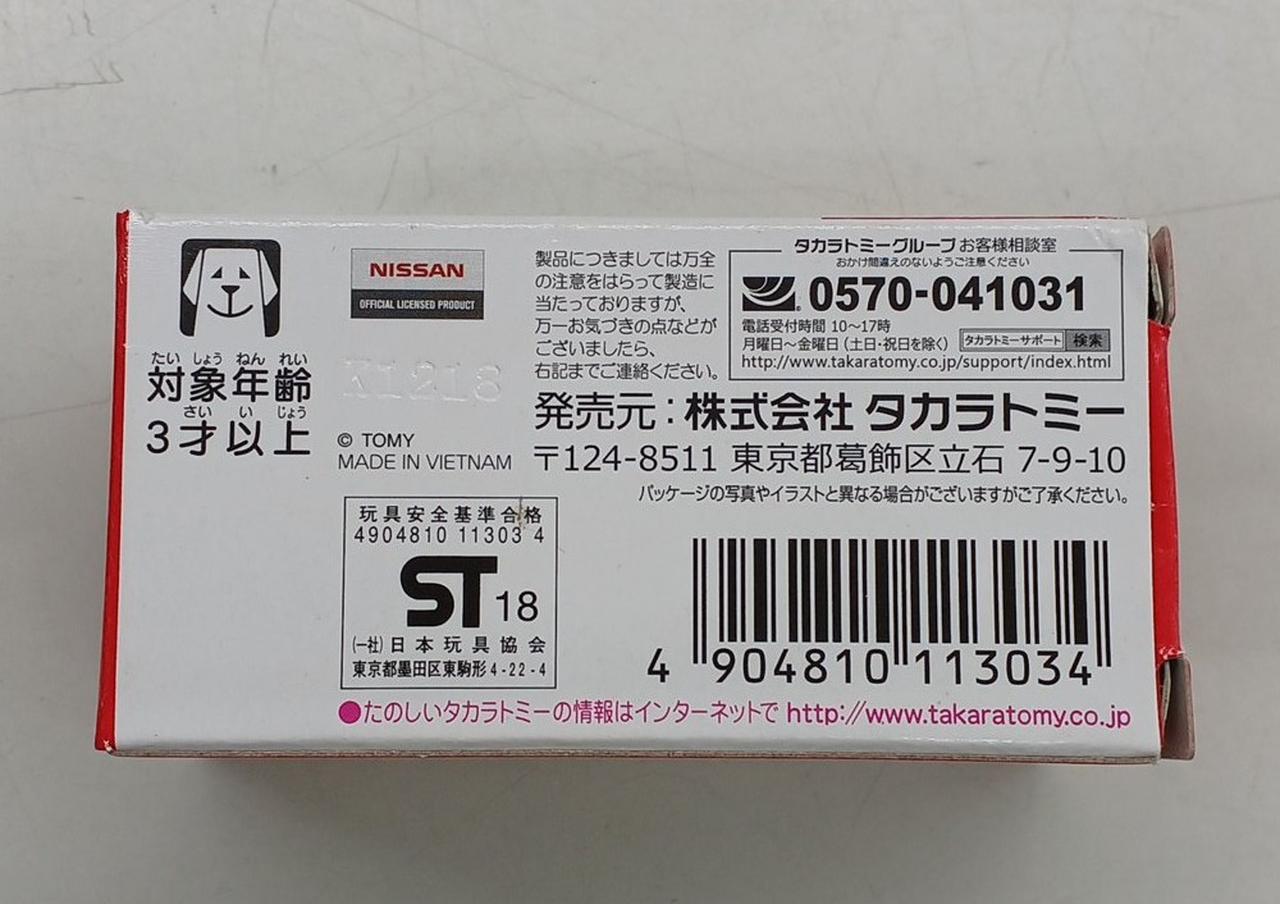 たい しょう ねん れい
対象年齢
さい い じょう
3才以上
NISSAN
OFFICIAL LICENSED PRODUCT
K1218
© TOMY
MADE IN VIETNAM
製品につきましては万全
の注意をはらって製造に
当たっておりますが、
万一お気づきの点などが
ございましたら、
右記までご連絡ください。
タカラトミーグループお客様相談室
おかけ間違えのないようご注意ください
0570-041031
電話受付時間 10〜17時
月曜日〜金曜日 (土日・祝日を除く)
タカラトミーサポート 検索
http://www.takaratomy.co.jp/support/index.html
発売元:株式会社 タカラトミー
〒124-8511 東京都葛飾区立石 7-9-10
パッケージの写真やイラストと異なる場合がございますがご了承ください。
玩具安全基準合格
4904810 11303 4
ST 18
(一社)日本玩具協会
東京都墨田区東駒形4-22-4
4 904810 113034
●たのしいタカラトミーの情報はインターネットで http://www.takaratomy.co.jp